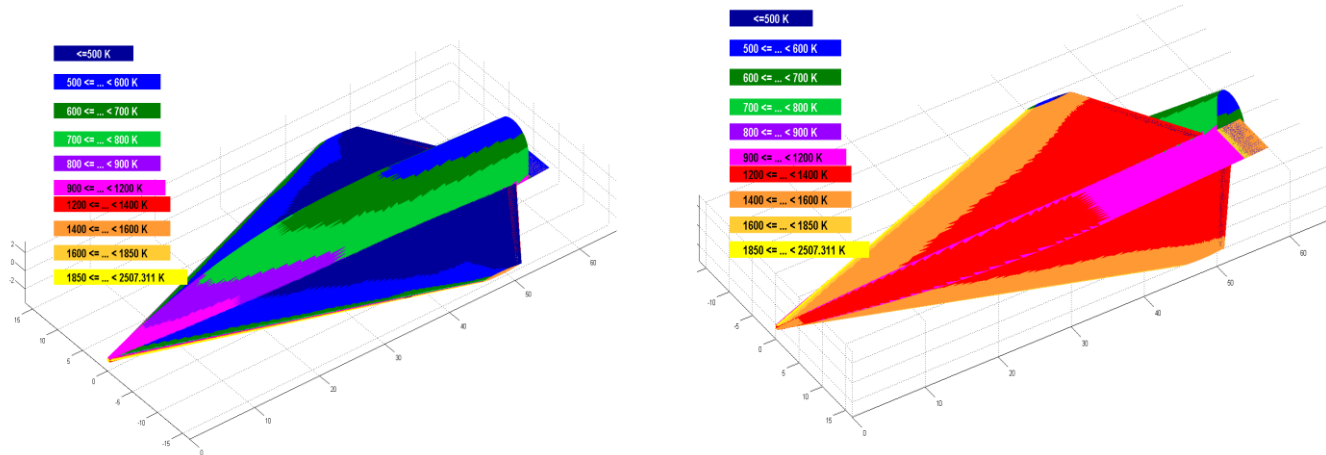 <=500 K
500 <= ... < 600 K
600 <= ... < 700 K
700 <= ... < 800 K
800 <= ... < 900 K
900 <= ... < 1200 K
1200 <= ... < 1400 K
1400 <= ... < 1600 K
1600 <= ... < 1850 K
1850 <= ... < 2507.311 K
2
0
-2
15
10
5
0
-5
-10
-15
0
10
20
30
40
50
60
<=500 K
500 <= ... < 600 K
600 <= ... < 700 K
700 <= ... < 800 K
800 <= ... < 900 K
900 <= ... < 1200 K
1200 <= ... < 1400 K
1400 <= ... < 1600 K
1600 <= ... < 1850 K
1850 <= ... < 2507.311 K
-10
-5
0
5
10
15
0
10
20
30
40
50
60